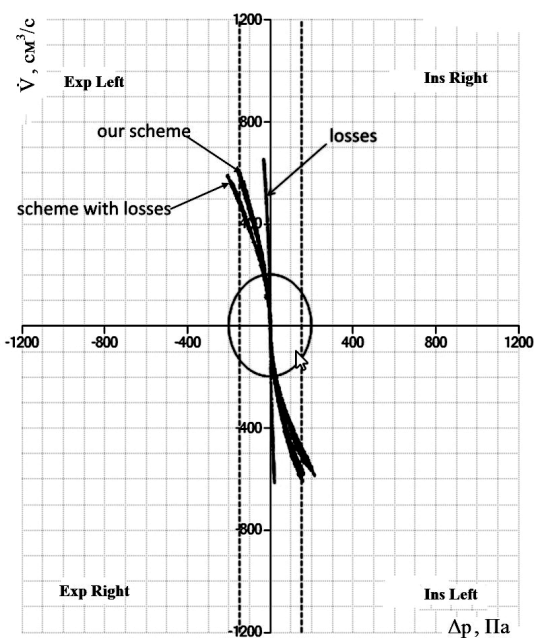 1200
V̇, см³/с
Exp Left
Ins Right
800
our scheme
losses
scheme with losses
400
-1200 -800 -400 400 800 1200
-400
-800
Exp Right
Ins Left
-1200
Δp, Па